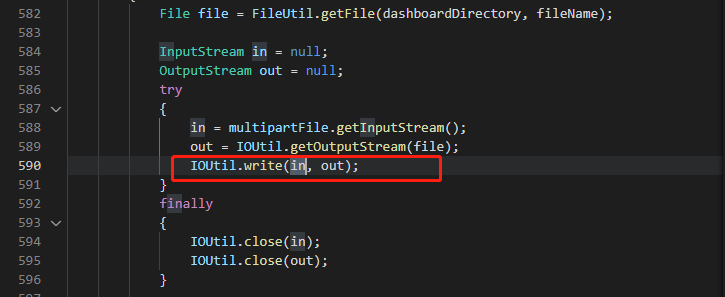 582 File file = FileUtil.getFile(dashboardDirectory, fileName);
583
584 InputStream in = null;
585 OutputStream out = null;
586 try
587 {
588 in = multipartFile.getInputStream();
589 out = IOUtil.getOutputStream(file);
590 IOUtil.write(in, out);
591 }
592 finally
593 {
594 IOUtil.close(in);
595 IOUtil.close(out);
596 }